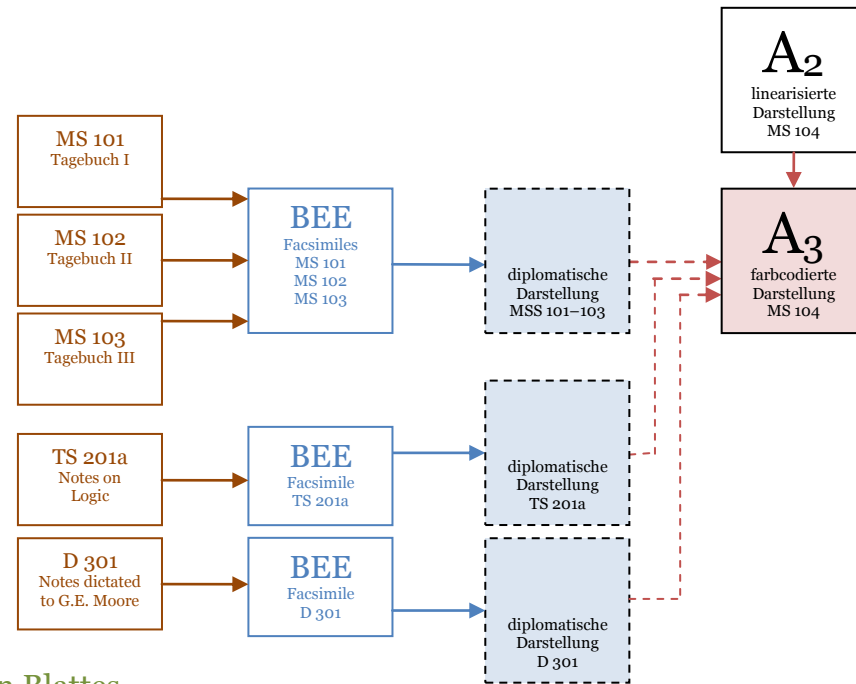 A2
linearisierte
Darstellung
MS 104
MS 101
Tagebuch I
MS 102
Tagebuch II
MS 103
Tagebuch III
BEE
Facsimiles
MS 101
MS 102
MS 103
diplomatische
Darstellung
MSS 101–103
A3
farbcodierte
Darstellung
MS 104
TS 201a
Notes on
Logic
BEE
Facsimile
TS 201a
diplomatische
Darstellung
TS 201a
D 301
Notes dictated
to G.E. Moore
BEE
Facsimile
D 301
diplomatische
Darstellung
D 301
n Blattes